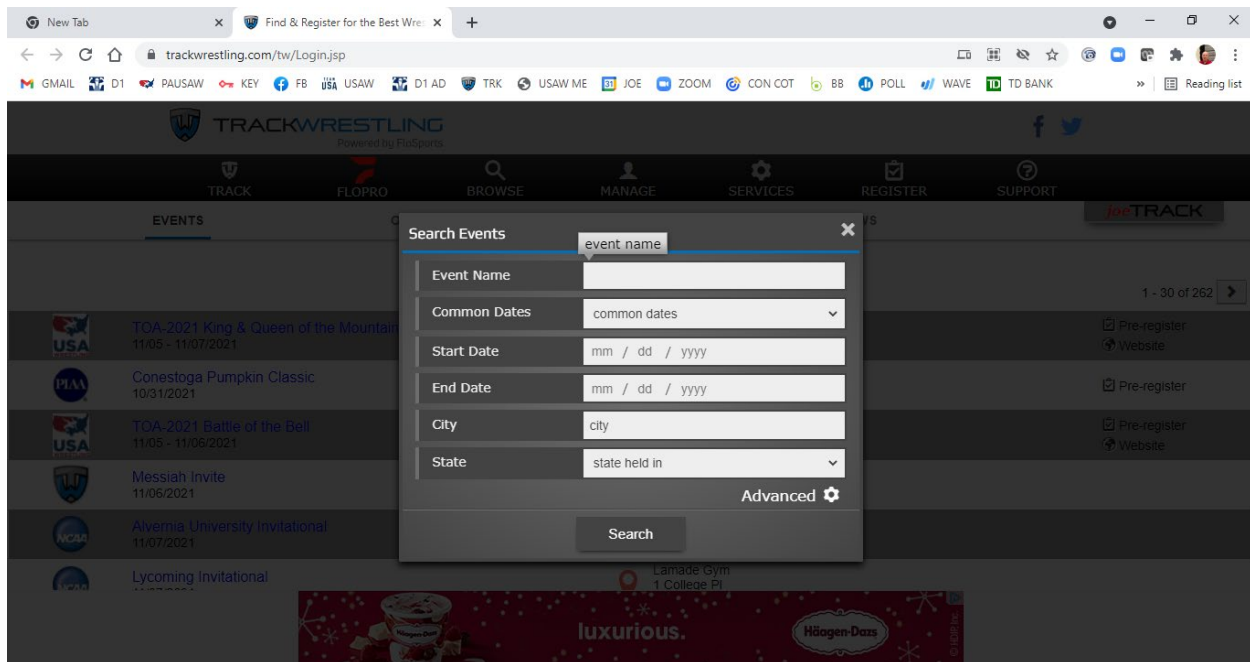 New Tab
Find & Register for the Best Wres
trackwrestling.com/tw/Login.jsp
GMAIL D1 PAUSAW KEY FB USAW D1 AD TRK USAW ME JOE ZOOM CON COT BB POLL WAVE TD BANK » Reading list
TRACKWRESTLING
Powered by FloSports
TRACK FLOPRO BROWSE MANAGE SERVICES REGISTER SUPPORT
joeTRACK
EVENTS
Search Events
event name
Event Name
Common Dates common dates
Start Date mm / dd / yyyy
End Date mm / dd / yyyy
City city
State state held in
Advanced
Search
1 - 30 of 262
TOA-2021 King & Queen of the Mountain
11/05 - 11/07/2021
Pre-register
Website
Conestoga Pumpkin Classic
10/31/2021
Pre-register
TOA-2021 Battle of the Bell
11/05 - 11/06/2021
Pre-register
Website
Messiah Invite
11/06/2021
Alvernia University Invitational
11/07/2021
Lycoming Invitational
Lamade Gym
1 College Pl
USA
PIAA
USA
NCAA
Häagen-Dazs
luxurious.
Häagen-Dazs